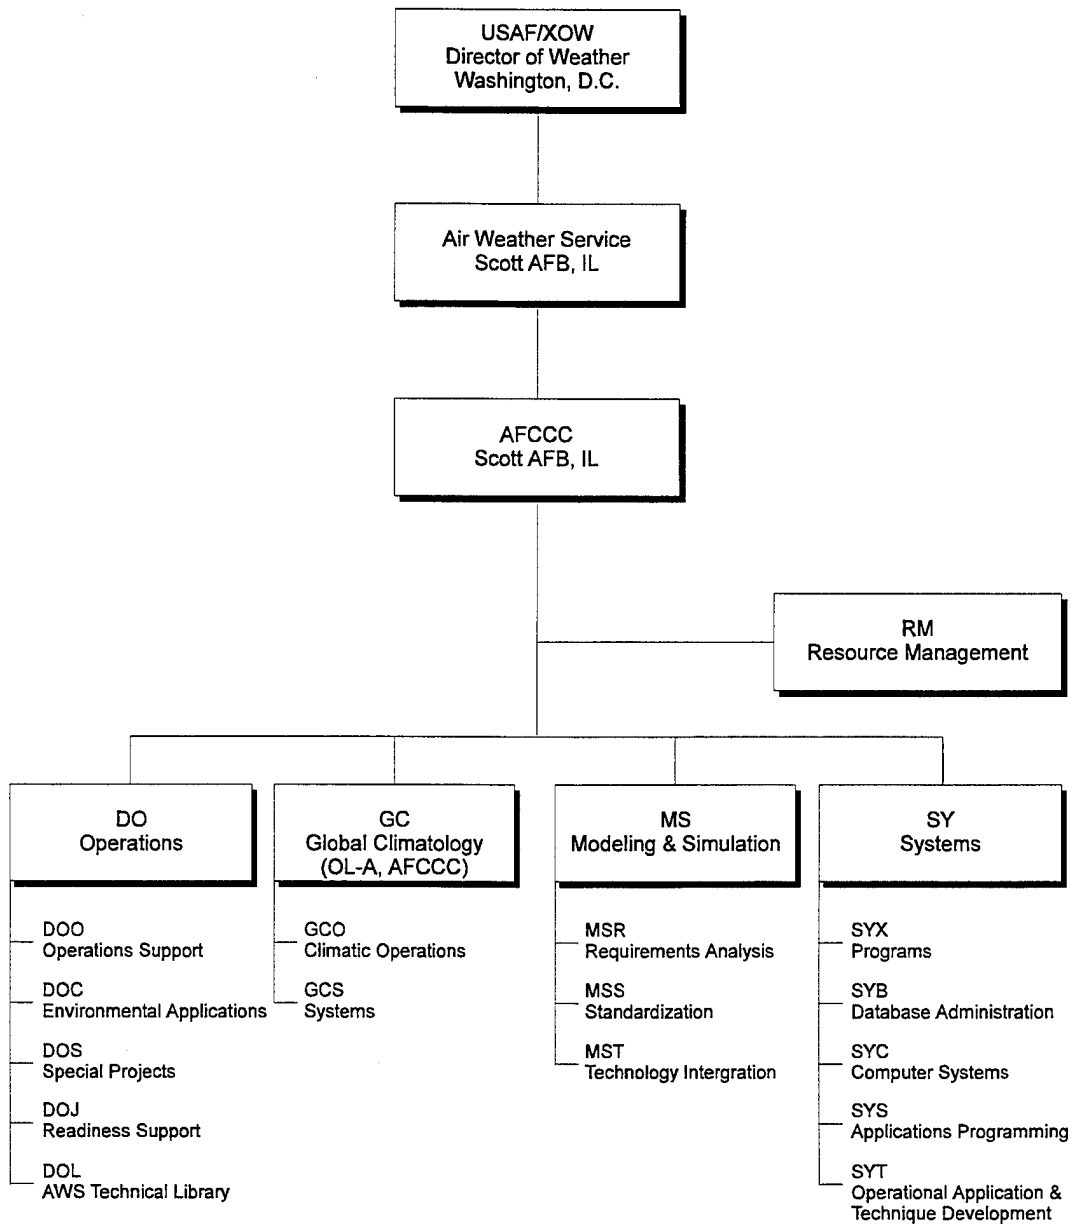 USAF/XOW
Director of Weather
Washington, D.C.
Air Weather Service
Scott AFB, IL
AFCCC
Scott AFB, IL
RM
Resource Management
DO
Operations
GC
Global Climatology
(OL-A, AFCCC)
MS
Modeling & Simulation
SY
Systems
DOO
Operations Support
DOC
Environmental Applications
DOS
Special Projects
DOJ
Readiness Support
DOL
AWS Technical Library
GCO
Climatic Operations
GCS
Systems
MSR
Requirements Analysis
MSS
Standardization
MST
Technology Intergration
SYX
Programs
SYB
Database Administration
SYC
Computer Systems
SYS
Applications Programming
SYT
Operational Application &
Technique Development